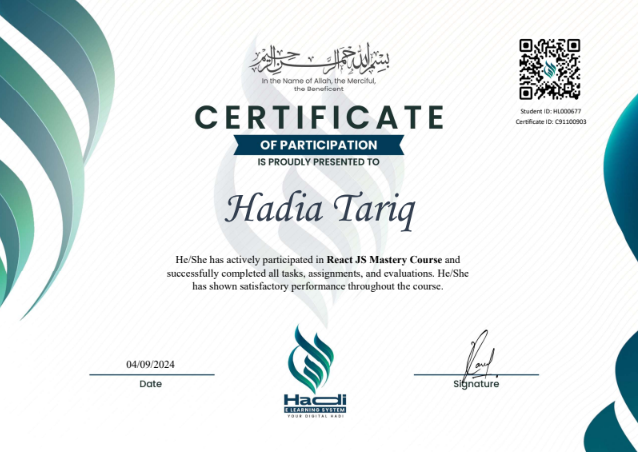 بسم الله الرحمن الرحيم
In the Name of Allah, the Merciful,
the Beneficent
Student ID: HL000677
Certificate ID: C91100903
CERTIFICATE
OF PARTICIPATION
IS PROUDLY PRESENTED TO
Hadia Tariq
He/She has actively participated in React JS Mastery Course and
successfully completed all tasks, assignments, and evaluations. He/She
has shown satisfactory performance throughout the course.
04/09/2024
Date
Signature
Hadi
E LEARNING SYSTEM
YOUR DIGITAL HADI